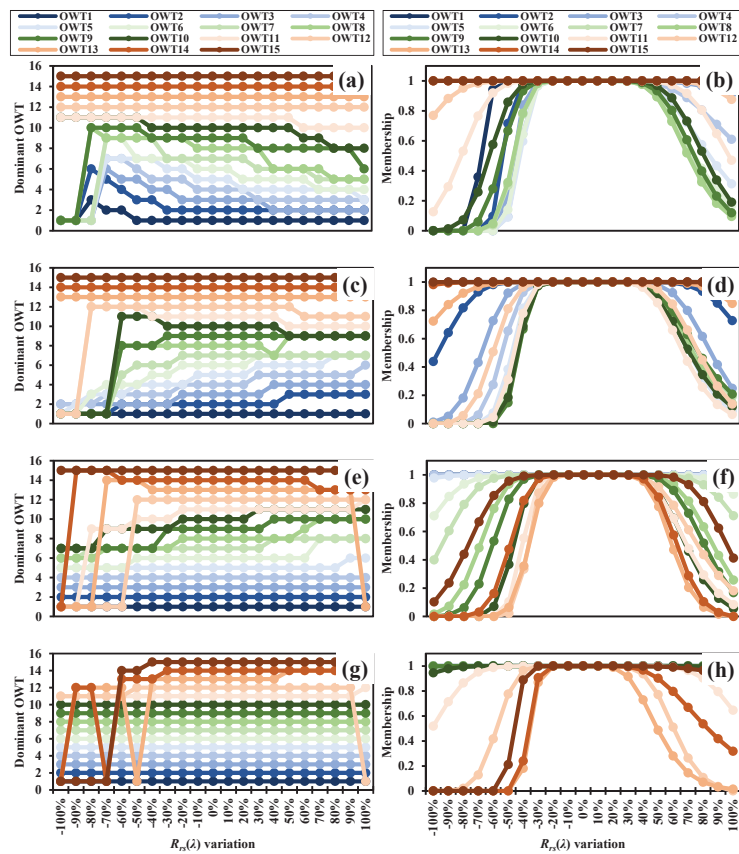 OWT1 OWT2 OWT3 OWT4
OWT5 OWT6 OWT7 OWT8
OWT9 OWT10 OWT11 OWT12
OWT13 OWT14 OWT15
OWT1 OWT2 OWT3 OWT4
OWT5 OWT6 OWT7 OWT8
OWT9 OWT10 OWT11 OWT12
OWT13 OWT14 OWT15
(a)
Dominant OWT
16
14
12
10
8
6
4
2
0
(b)
Membership
1
0.8
0.6
0.4
0.2
0
(c)
Dominant OWT
16
14
12
10
8
6
4
2
0
(d)
Membership
1
0.8
0.6
0.4
0.2
0
(e)
Dominant OWT
16
14
12
10
8
6
4
2
0
(f)
Membership
1
0.8
0.6
0.4
0.2
0
(g)
Dominant OWT
16
14
12
10
8
6
4
2
0
-100% -90% -80% -70% -60% -50% -40% -30% -20% -10% 0% 10% 20% 30% 40% 50% 60% 70% 80% 90% 100%
Rrs(λ) variation
(h)
Membership
1
0.8
0.6
0.4
0.2
0
-100% -90% -80% -70% -60% -50% -40% -30% -20% -10% 0% 10% 20% 30% 40% 50% 60% 70% 80% 90% 100%
Rrs(λ) variation